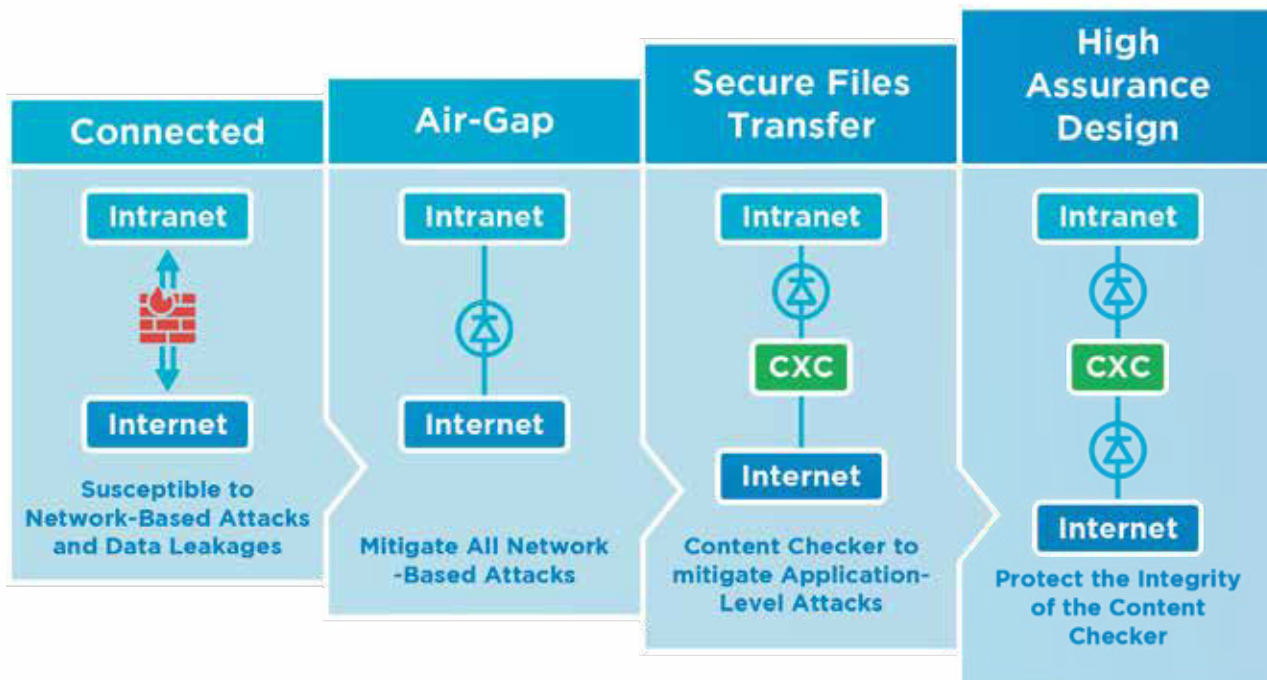 Connected
Intranet
Internet
Susceptible to
Network-Based Attacks
and Data Leakages
Air-Gap
Intranet
Internet
Mitigate All Network
-Based Attacks
Secure Files
Transfer
Intranet
CXC
Internet
Content Checker to
mitigate Application-
Level Attacks
High
Assurance
Design
Intranet
CXC
Internet
Protect the Integrity
of the Content
Checker